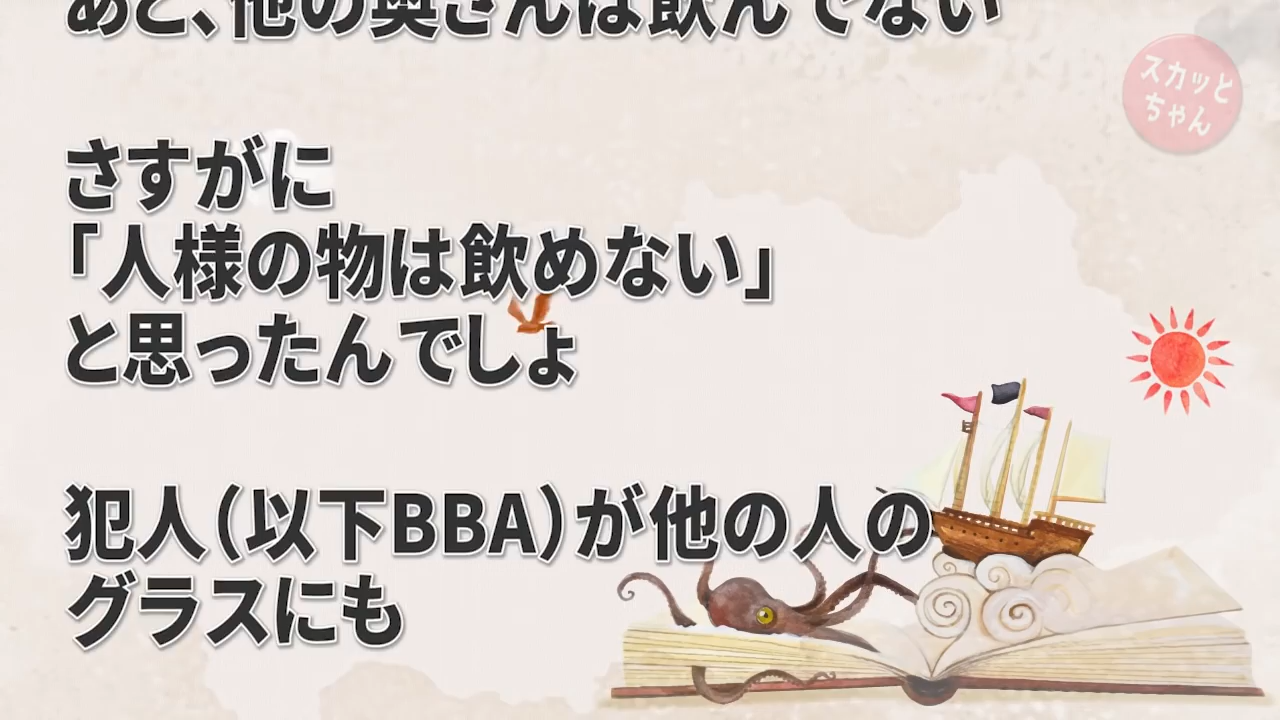 あと、他の奥さんは飲んでない
さすがに
「人様の物は飲めない」
と思ったんでしょ
犯人(以下BBA)が他の人の
グラスにも
スカッと
ちゃん